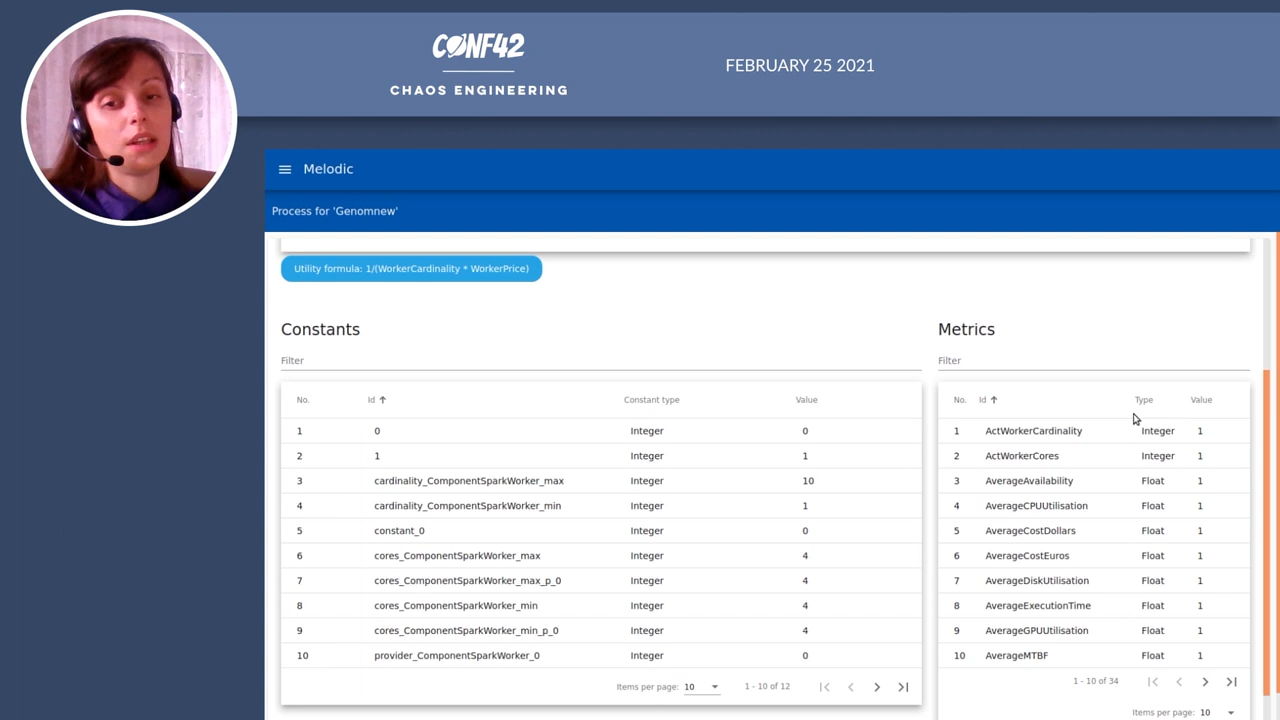 CONF42
CHAOS ENGINEERING
FEBRUARY 25 2021
Melodic
Process for 'Genomnew'
Utility formula: 1/(WorkerCardinality * WorkerPrice)
Constants
Filter
No. Id Constant type Value
1 0 Integer 0
2 1 Integer 1
3 cardinality_ComponentSparkWorker_max Integer 10
4 cardinality_ComponentSparkWorker_min Integer 1
5 constant_0 Integer 0
6 cores_ComponentSparkWorker_max Integer 4
7 cores_ComponentSparkWorker_max_p_0 Integer 4
8 cores_ComponentSparkWorker_min Integer 4
9 cores_ComponentSparkWorker_min_p_0 Integer 4
10 provider_ComponentSparkWorker_0 Integer 0
Items per page: 10 1 - 10 of 12
Metrics
Filter
No. Id Type Value
1 ActWorkerCardinality Integer 1
2 ActWorkerCores Integer 1
3 AverageAvailability Float 1
4 AverageCPUUtilisation Float 1
5 AverageCostDollars Float 1
6 AverageCostEuros Float 1
7 AverageDiskUtilisation Float 1
8 AverageExecutionTime Float 1
9 AverageGPUUtilisation Float 1
10 AverageMTBF Float 1
1 - 10 of 34
Items per page: 10